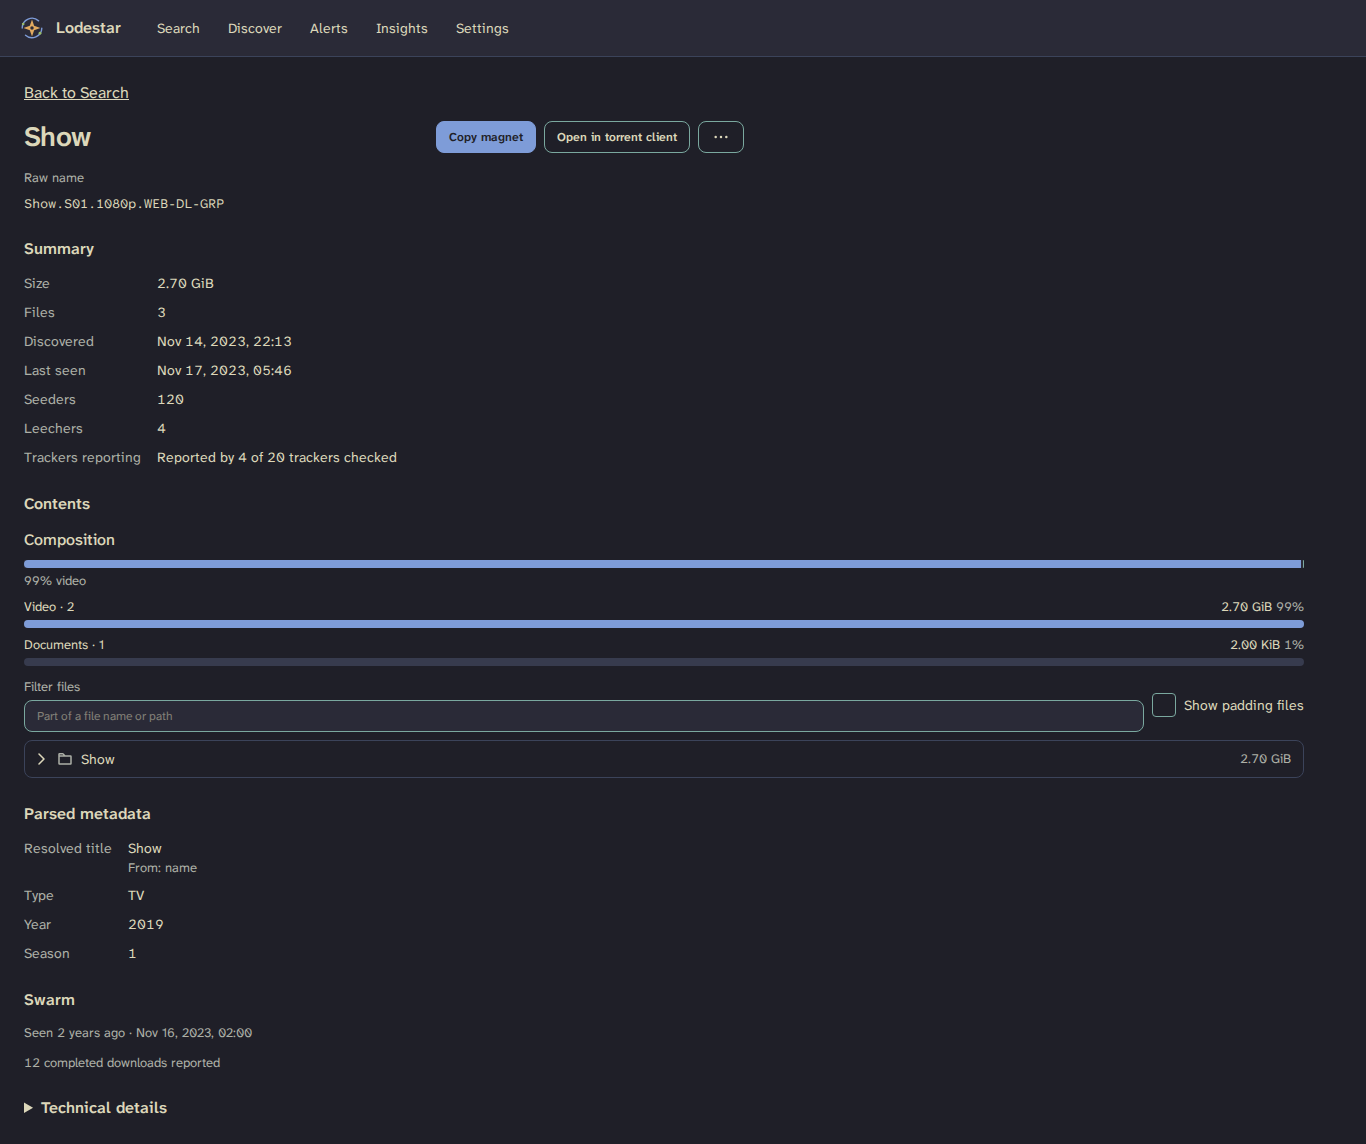 Lodestar Search Discover Alerts Insights Settings
Back to Search
Show Copy magnet Open in torrent client ...
Raw name
Show.S01.1080p.WEB-DL-GRP
Summary
Size 2.70 GiB
Files 3
Discovered Nov 14, 2023, 22:13
Last seen Nov 17, 2023, 05:46
Seeders 120
Leechers 4
Trackers reporting Reported by 4 of 20 trackers checked
Contents
Composition
99% video
Video · 2 2.70 GiB 99%
Documents · 1 2.00 KiB 1%
Filter files
Part of a file name or path Show padding files
Show 2.70 GiB
Parsed metadata
Resolved title Show
From: name
Type TV
Year 2019
Season 1
Swarm
Seen 2 years ago · Nov 16, 2023, 02:00
12 completed downloads reported
Technical details